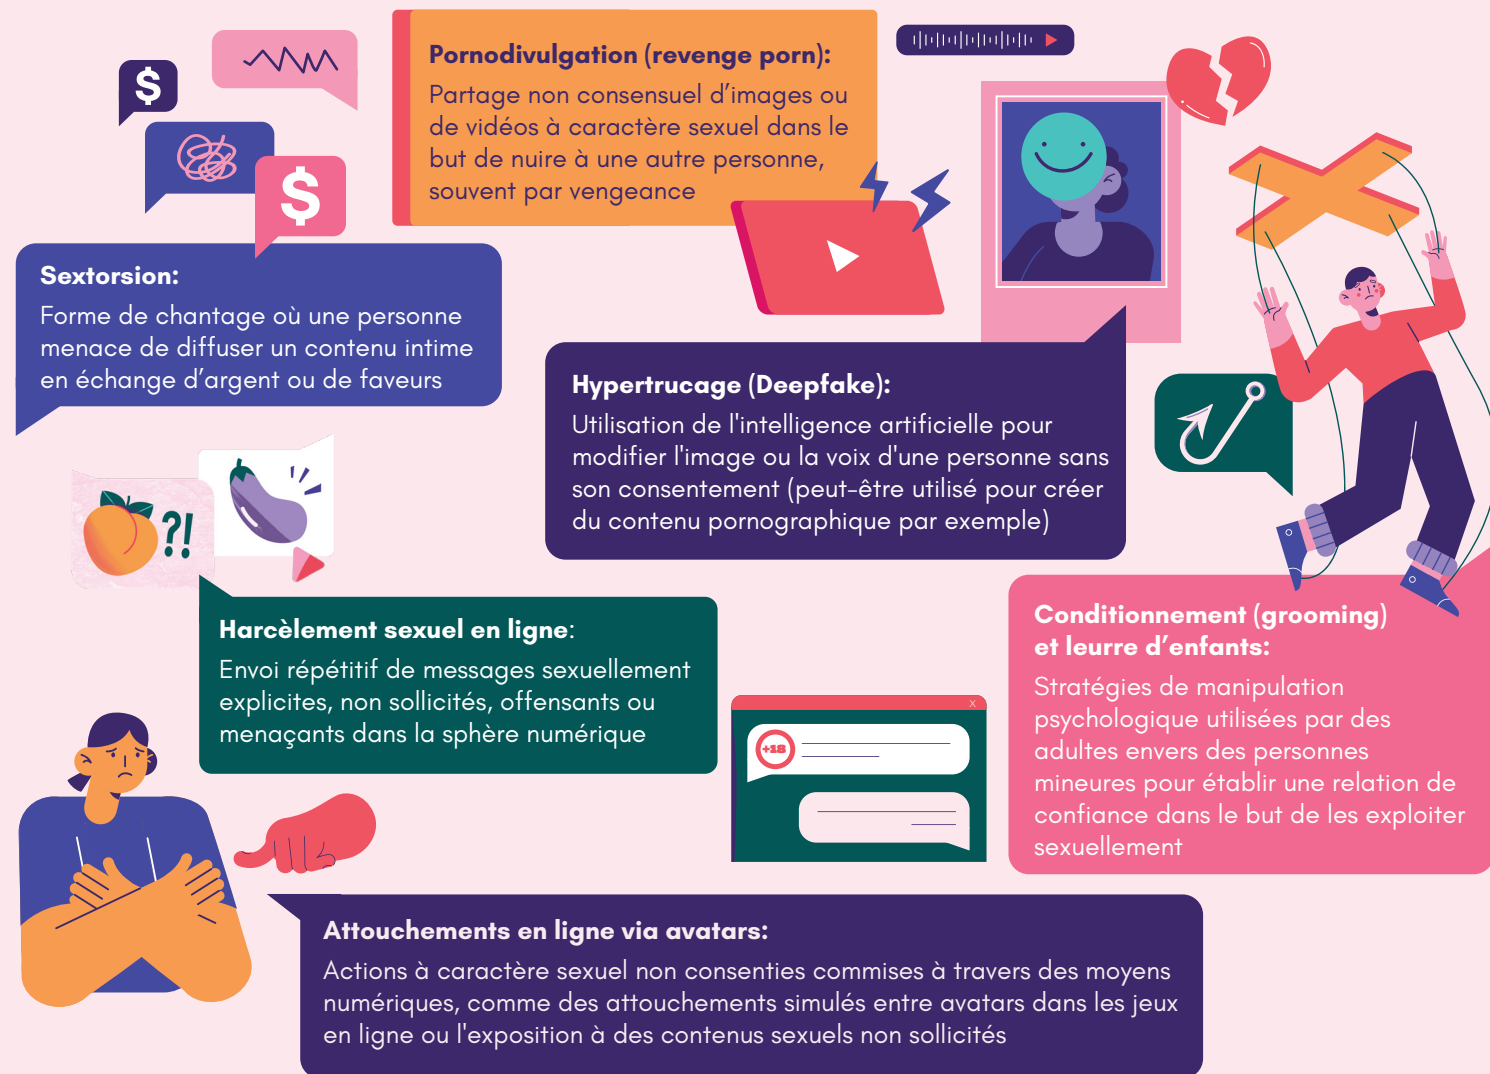 $
$
Pornodivulgation (revenge porn):
Partage non consensuel d’images ou
de vidéos à caractère sexuel dans le
but de nuire à une autre personne,
souvent par vengeance
Sextorsion:
Forme de chantage où une personne
menace de diffuser un contenu intime
en échange d’argent ou de faveurs
Hypertrucage (Deepfake):
Utilisation de l'intelligence artificielle pour
modifier l'image ou la voix d'une personne sans
son consentement (peut-être utilisé pour créer
du contenu pornographique par exemple)
?!
Harcèlement sexuel en ligne:
Envoi répétitif de messages sexuellement
explicites, non sollicités, offensants ou
menaçants dans la sphère numérique
Conditionnement (grooming)
et leurre d’enfants:
Stratégies de manipulation
psychologique utilisées par des
adultes envers des personnes
mineures pour établir une relation de
confiance dans le but de les exploiter
sexuellement
x
+18
Attouchements en ligne via avatars:
Actions à caractère sexuel non consenties commises à travers des moyens
numériques, comme des attouchements simulés entre avatars dans les jeux
en ligne ou l'exposition à des contenus sexuels non sollicités